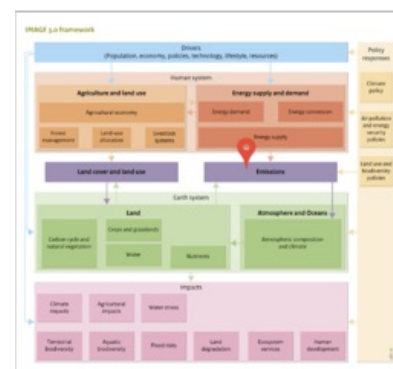 IMAGE 3.0 framework
Drivers
(Population, economy, policies, technology, lifestyle, resources)
Policy
responses
Human system
Agriculture and land use
Energy supply and demand
Climate
policy
Agricultural economy
Energy demand
Energy conversion
Air pollution
and energy
security
policies
Forest
management
Land-use
allocation
Livestock
systems
Energy supply
Land cover and land use
Emissions
Land use and
biodiversity
policies
Earth system
Land
Atmosphere and Oceans
Carbon cycle and
natural vegetation
Crops and grasslands
Water
Nutrients
Atmospheric composition
and climate
Impacts
Climate
impacts
Agricultural
impacts
Water stress
Terrestrial
biodiversity
Aquatic
biodiversity
Flood risks
Land
degradation
Ecosystem
services
Human
development